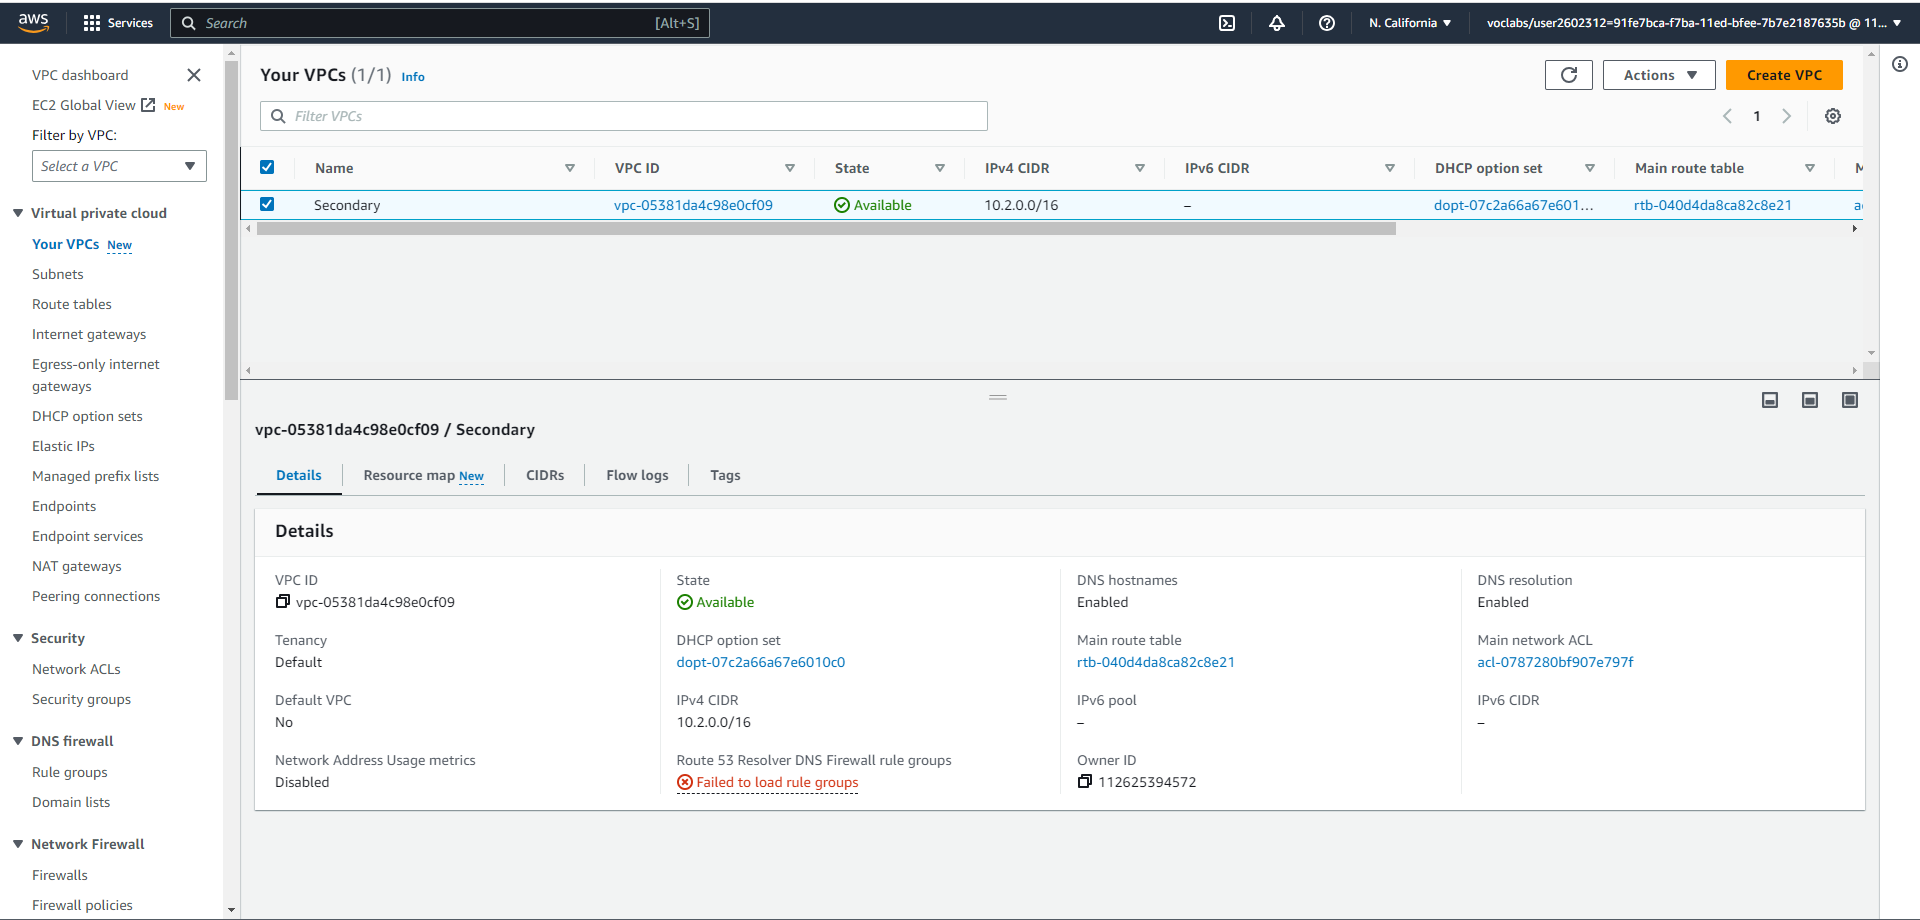 aws
Services
Search
[Alt+S]
N. California
voclabs/user2602312=91fe7bca-f7ba-11ed-bfee-7b7e2187635b @ 11...
VPC dashboard
EC2 Global View New
Filter by VPC:
Select a VPC
Virtual private cloud
Your VPCs New
Subnets
Route tables
Internet gateways
Egress-only internet
gateways
DHCP option sets
Elastic IPs
Managed prefix lists
Endpoints
Endpoint services
NAT gateways
Peering connections
Security
Network ACLs
Security groups
DNS firewall
Rule groups
Domain lists
Network Firewall
Firewalls
Firewall policies
Your VPCs (1/1) Info
Actions
Create VPC
Filter VPCs
1
Name VPC ID State IPv4 CIDR IPv6 CIDR DHCP option set Main route table M
Secondary vpc-05381da4c98e0cf09 Available 10.2.0.0/16 – dopt-07c2a66a67e601... rtb-040d4da8ca82c8e21 a
vpc-05381da4c98e0cf09 / Secondary
Details Resource map New CIDRs Flow logs Tags
Details
VPC ID
vpc-05381da4c98e0cf09
State
Available
DNS hostnames
Enabled
DNS resolution
Enabled
Tenancy
Default
DHCP option set
dopt-07c2a66a67e6010c0
Main route table
rtb-040d4da8ca82c8e21
Main network ACL
acl-0787280bf907e797f
Default VPC
No
IPv4 CIDR
10.2.0.0/16
IPv6 pool
–
IPv6 CIDR
–
Network Address Usage metrics
Disabled
Route 53 Resolver DNS Firewall rule groups
Failed to load rule groups
Owner ID
112625394572